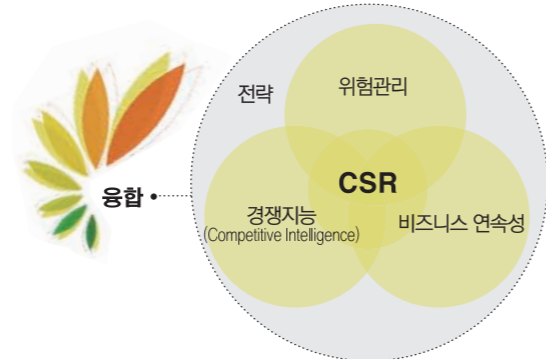 전략
위험관리
융합 •
CSR
경쟁지능
(Competitive Intelligence)
비즈니스 연속성